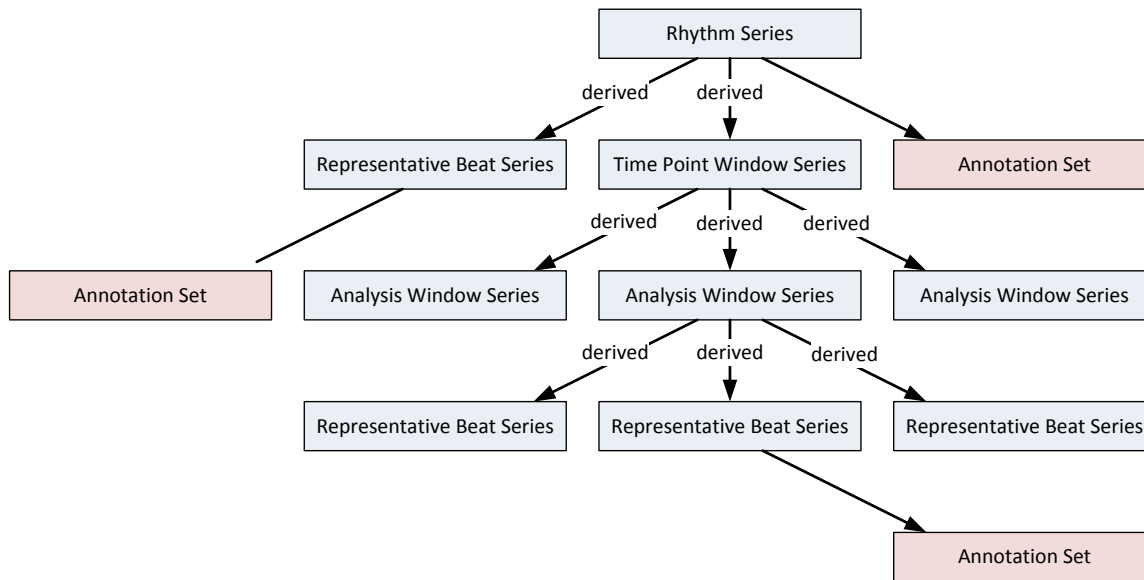 Rhythm Series
derived
derived
Representative Beat Series
Time Point Window Series
Annotation Set
derived
derived
derived
Annotation Set
Analysis Window Series
Analysis Window Series
Analysis Window Series
derived
derived
derived
Representative Beat Series
Representative Beat Series
Representative Beat Series
Annotation Set